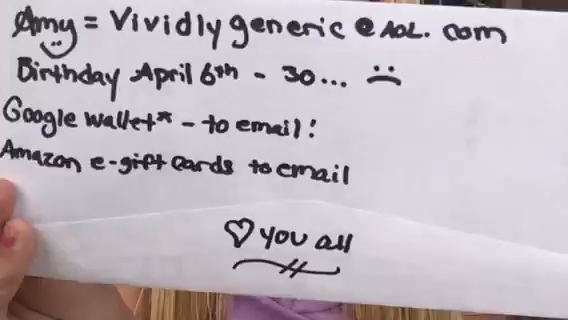 Amy = Vividlygeneric@AOL.com
Birthday April 6th - 30... :(
Google Wallet* - to email!
Amazon e-gift cards to email
♡ you all